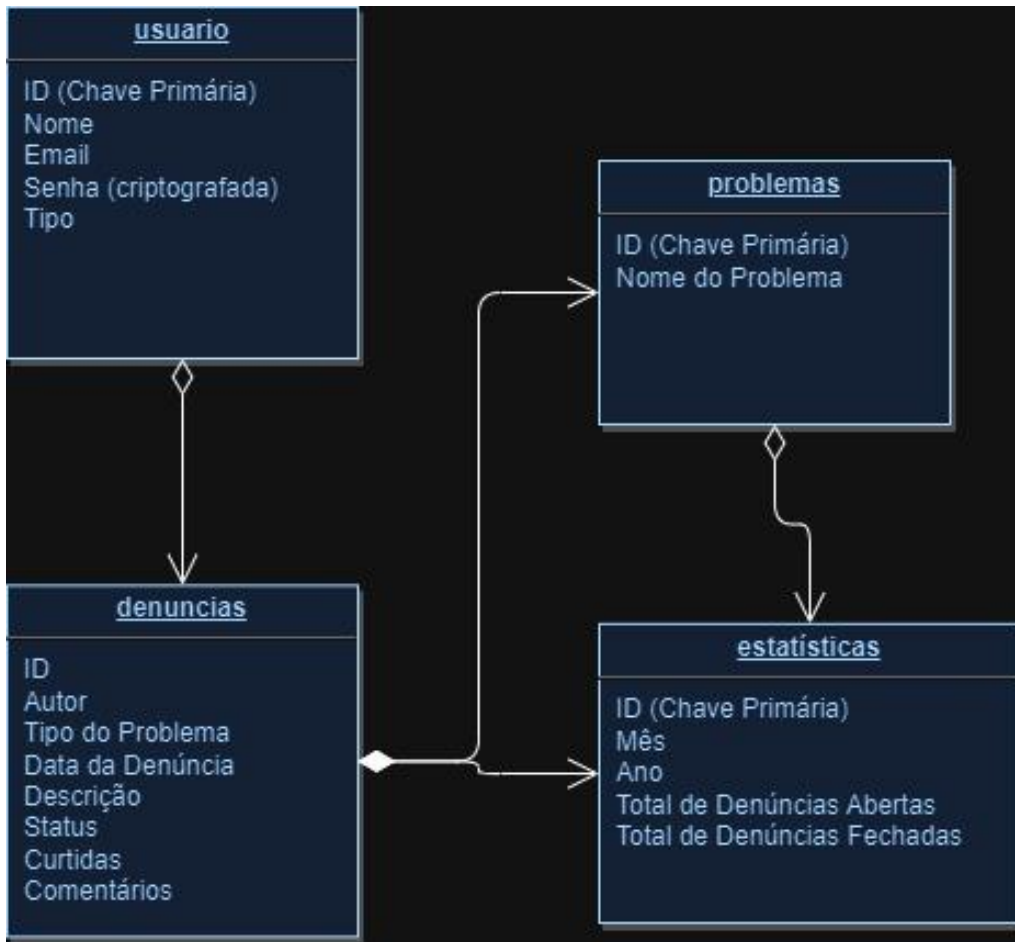 usuario
ID (Chave Primária)
Nome
Email
Senha (criptografada)
Tipo
problemas
ID (Chave Primária)
Nome do Problema
denuncias
ID
Autor
Tipo do Problema
Data da Denúncia
Descrição
Status
Curtidas
Comentários
estatísticas
ID (Chave Primária)
Mês
Ano
Total de Denúncias Abertas
Total de Denúncias Fechadas